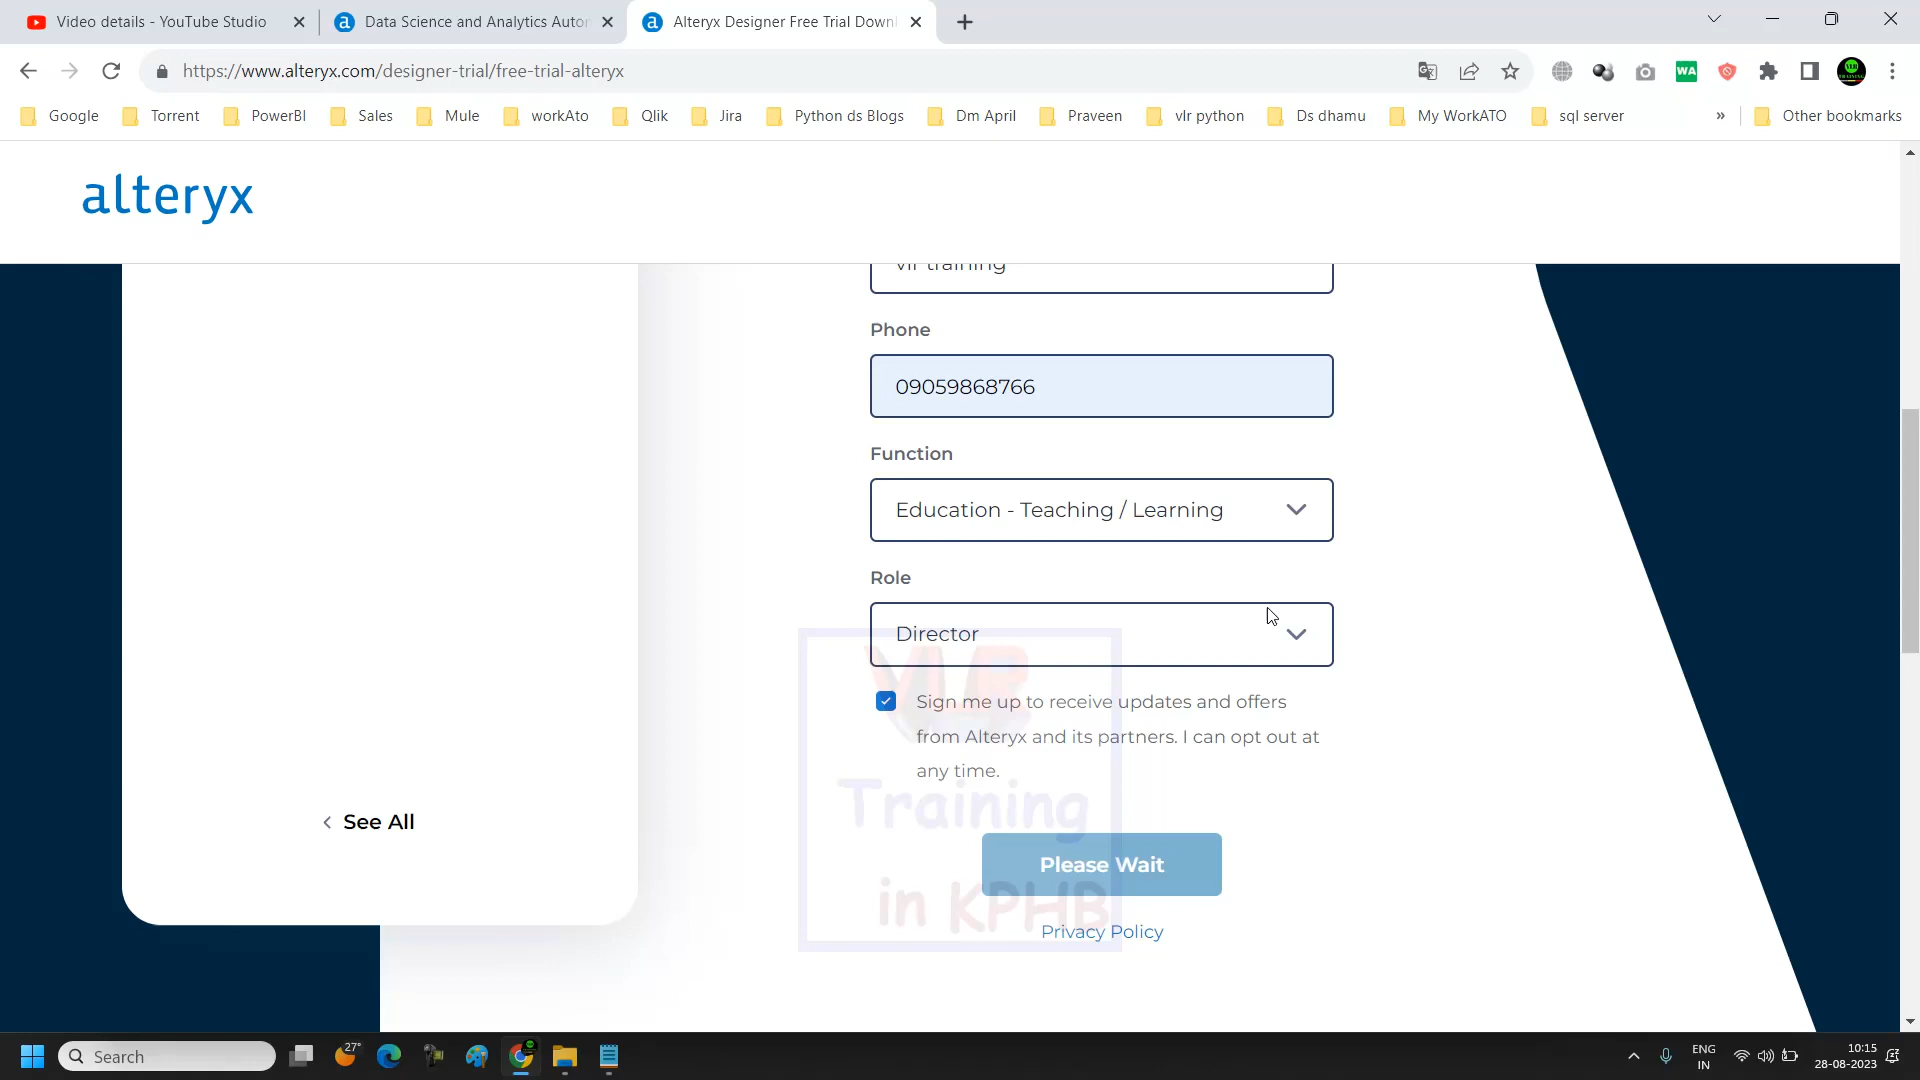 Video details - YouTube Studio
Data Science and Analytics Autor
Alteryx Designer Free Trial Downl
https://www.alteryx.com/designer-trial/free-trial-alteryx
WA
Google
Torrent
PowerBI
Sales
Mule
workAto
Qlik
Jira
Python ds Blogs
Dm April
Praveen
vlr python
Ds dhamu
My WorkATO
sql server
»
Other bookmarks
alteryx
vlr training
Phone
09059868766
Function
Education - Teaching / Learning
Role
Director
Sign me up to receive updates and offers
from Alteryx and its partners. I can opt out at
any time.
VLR
Training
in KPHB
See All
Please Wait
Privacy Policy
Search
27°
ENG
IN
10:15
28-08-2023